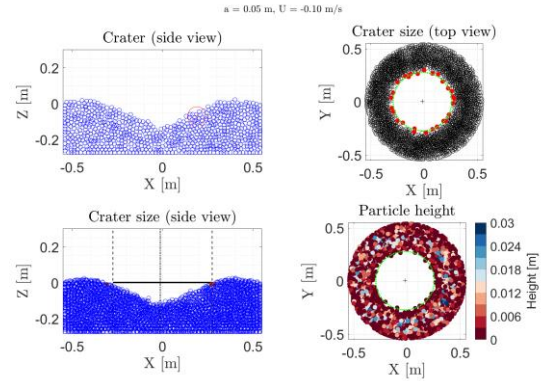 a = 0.05 m, U = -0.10 m/s
Crater (side view)
Z [m]
0.2
0
-0.2
-0.5
0
0.5
X [m]
Crater size (top view)
Y [m]
0.5
0
-0.5
-0.5
0
0.5
X [m]
Crater size (side view)
Z [m]
0.2
0
-0.2
-0.5
0
0.5
X [m]
Particle height
Y [m]
0.5
0
-0.5
-0.5
0
0.5
X [m]
0.03
0.024
0.018
0.012
0.006
0
Height [m]